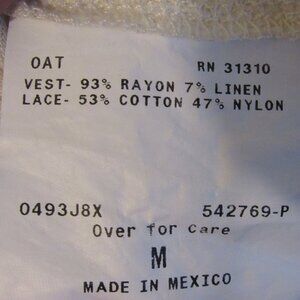 OAT RN 31310
VEST- 93% RAYON 7% LINEN
LACE- 53% COTTON 47% NYLON
0493J8X 542769-P
Over for Care
M
MADE IN MEXICO